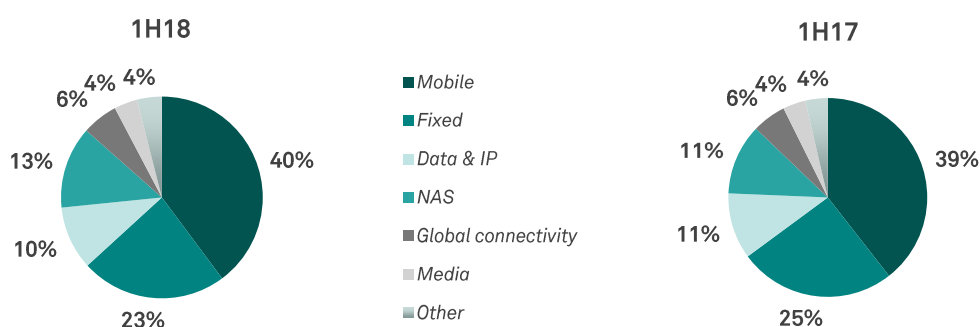 1H18
4% 4%
6%
13%
40%
10%
23%
Mobile
Fixed
Data & IP
NAS
Global connectivity
Media
Other
1H17
4% 4%
6%
11%
39%
11%
25%